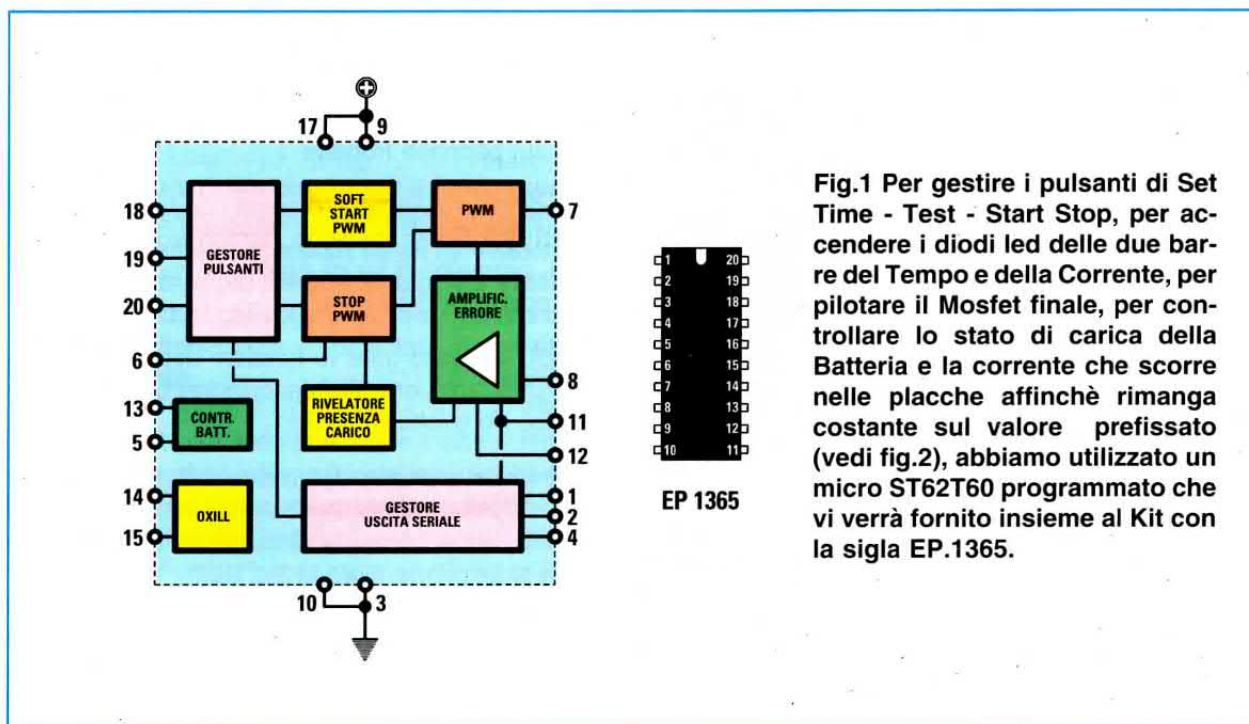 17
9
18
19
20
6
13
5
14
15
GESTORE
PULSANTI
SOFT
START
PWM
PWM
STOP
PWM
AMPLIFIC.
ERRORE
RIVELATORE
PRESENZA
CARICO
CONTR.
BATT.
OXILL
GESTORE
USCITA SERIALE
7
8
11
12
1
2
4
10
3
1 20
2 19
3 18
4 17
5 16
6 15
7 14
8 13
9 12
10 11
EP 1365
Fig.1 Per gestire i pulsanti di Set
Time - Test - Start Stop, per ac-
cendere i diodi led delle due bar-
re del Tempo e della Corrente, per
pilotare il Mosfet finale, per con-
trollare lo stato di carica della
Batteria e la corrente che scorre
nelle placche affinchè rimanga
costante sul valore prefissato
(vedi fig.2), abbiamo utilizzato un
micro ST62T60 programmato che
vi verrà fornito insieme al Kit con
la sigla EP.1365.